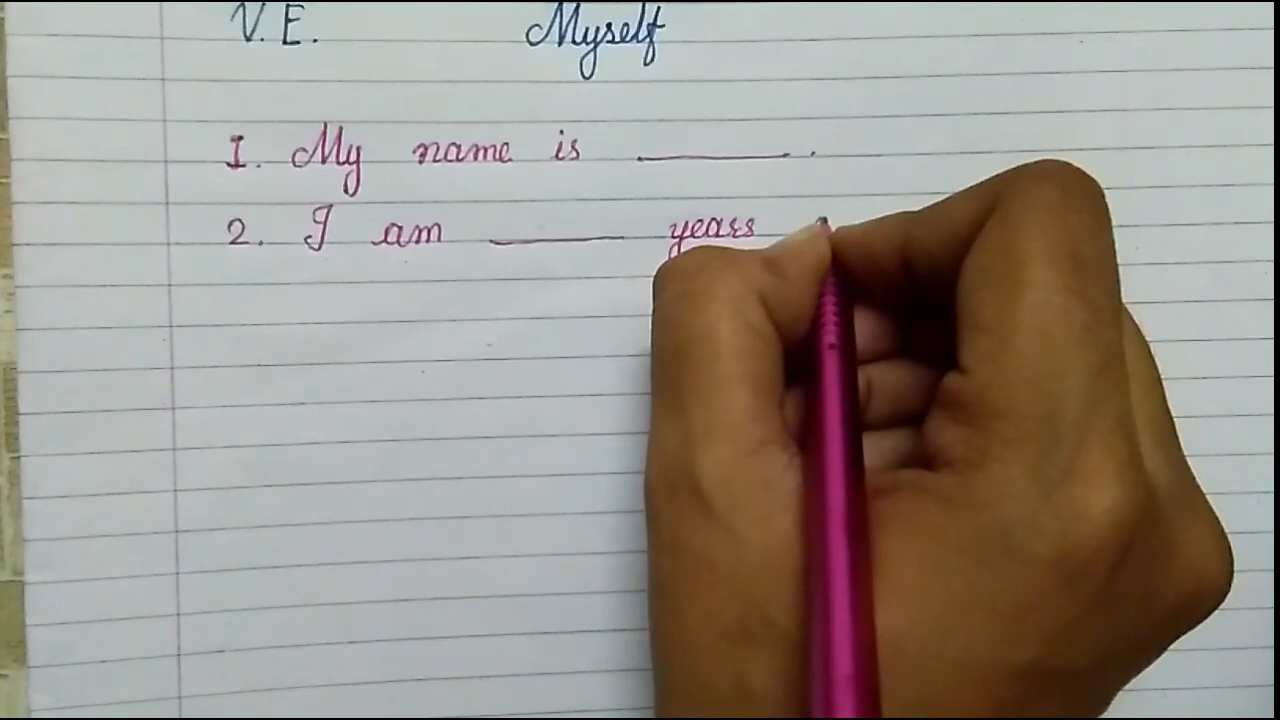 V. E. Myself
1. My name is ______ .
2. I am ______ years